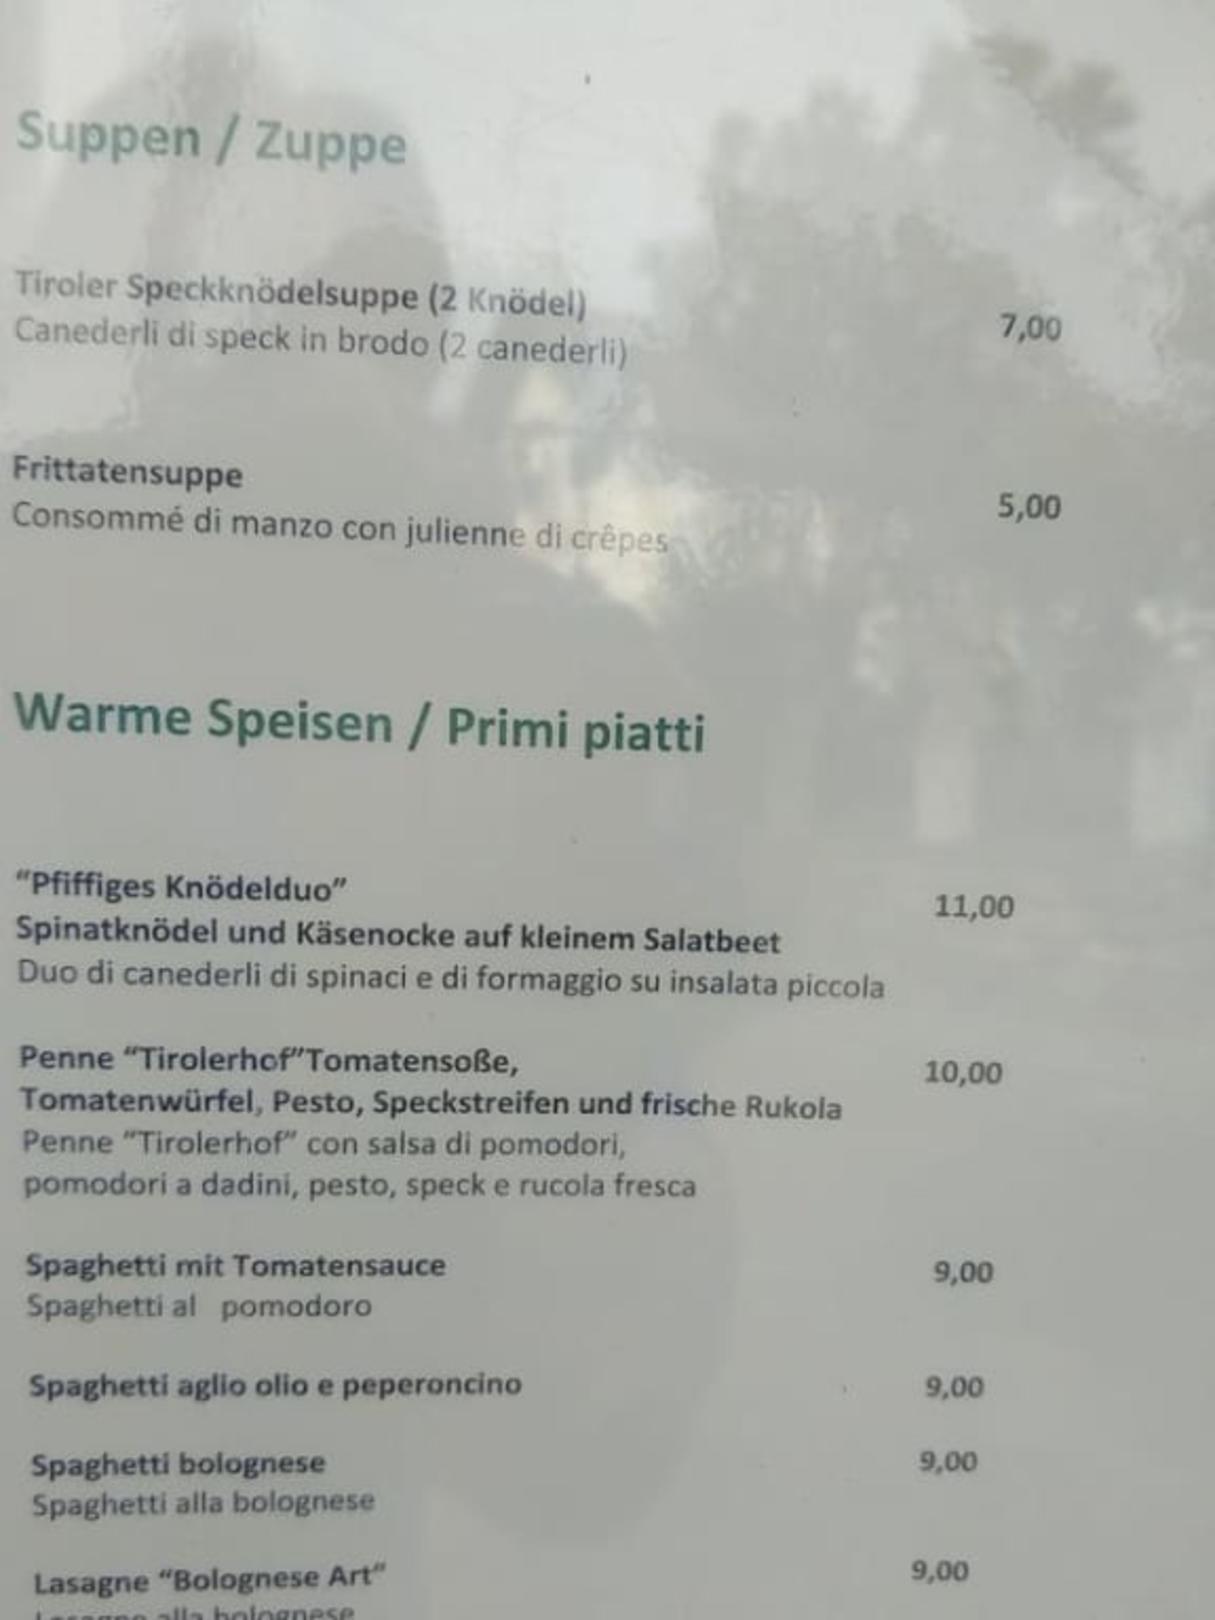 Suppen / Zuppe
Tiroler Speckknödelsuppe (2 Knödel)
Canederli di speck in brodo (2 canederli)
7,00
Frittatensuppe
Consommé di manzo con julienne di crêpes
5,00
Warme Speisen / Primi piatti
“Pfiffiges Knödelduo”
11,00
Spinatknödel und Käsenocke auf kleinem Salatbeet
Duo di canederli di spinaci e di formaggio su insalata piccola
Penne “Tirolerhof”Tomatensoße,
10,00
Tomatenwürfel, Pesto, Speckstreifen und frische Rukola
Penne “Tirolerhof” con salsa di pomodori,
pomodori a dadini, pesto, speck e rucola fresca
Spaghetti mit Tomatensauce
9,00
Spaghetti al pomodoro
Spaghetti aglio olio e peperoncino
9,00
Spaghetti bolognese
9,00
Spaghetti alla bolognese
Lasagne “Bolognese Art”
9,00
Lasagne alla bolognese